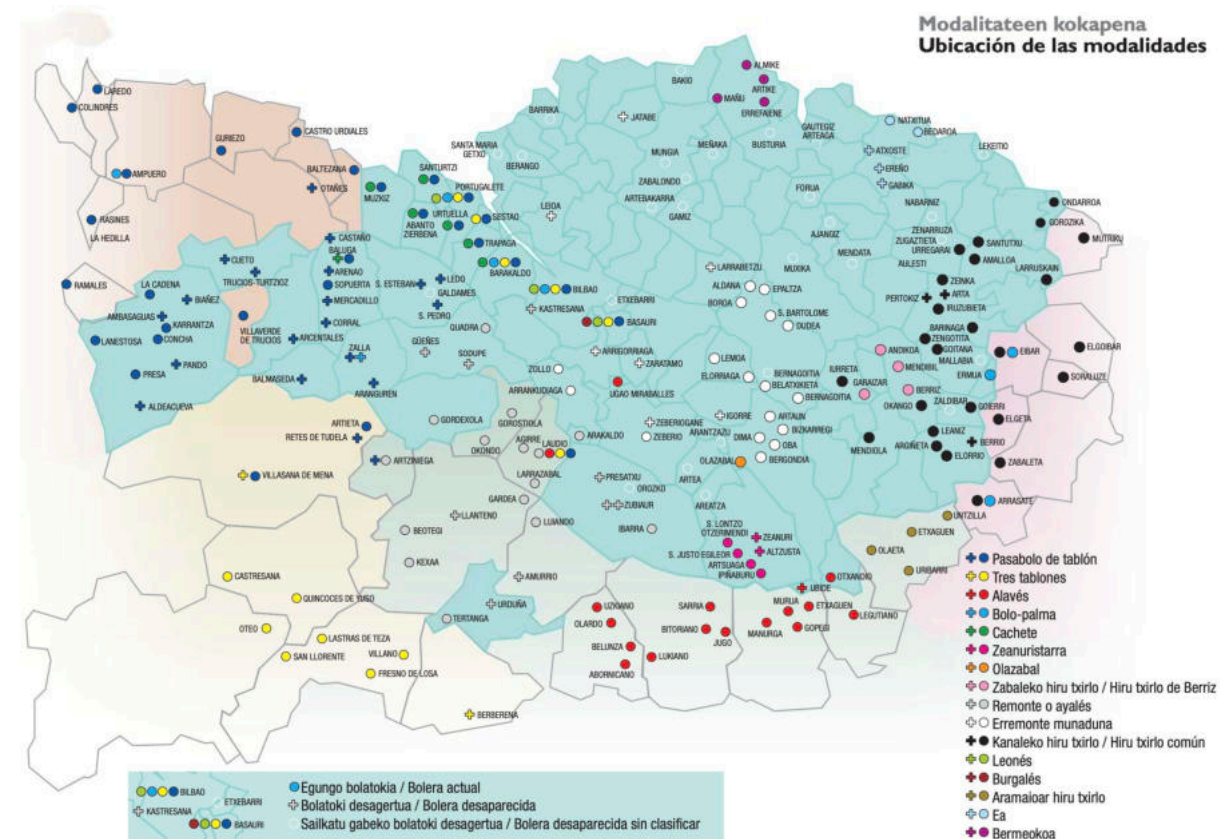 Modalitateen kokapena
Ubicación de las modalidades
LAREDO
COLINDRES
GURIEZO
CASTRO URDIALES
AMPUERO
BALTEZANA
OTAÑES
RASINES
LA HEDILLA
RAMALES
MUZKIZ
SANTURTZI
PORTUGALETE
URTUELLA
ABANTO
ZIERBENA
SESTAO
TRAPAGA
BARAKALDO
CASTAÑO
BALUGA
ARENAO
SOPUERTA
MERCADILLO
CORRAL
CUETO
TRUCIOS-TURTZIOZ
LA CADENA
BIAÑEZ
AMBASAGUAS
KARRANTZA
LANESTOSA
CONCHA
PANDO
PRESA
ALDEACUEVA
VILLAVERDE
DE TRUCIOS
ARCENTALES
ZALLA
BALMASEDA
ARANGUREN
S. ESTEBAN
LEDO
GALDAMES
S. PEDRO
QUADRA
GÜEÑES
SODUPE
BARRIKA
SANTA MARIA
GETXO
BERANGO
JATABE
LEIOA
BAKIO
ALMIKE
ARTIKE
MAÑU
ERREFAIENE
MUNGIA
MEÑAKA
BUSTURIA
GAUTEGIZ
ARTEAGA
ZABALONDO
ARTEBAKARRA
GAMIZ
FORUA
AJANGIZ
MENDATA
MUXIKA
NATXITUA
BEDAROA
LEKEITIO
ATXOSTE
EREÑO
GABIKA
NABARNIZ
ONDARROA
GOROZIKA
MUTRIKU
ZENARRUZA
ZUGAZTIETA
URREGARAI
AULESTI
SANTUTXU
AMALLOA
LARRUSKAIN
ZEINKA
PERTOKIZ
ARTA
IRUZUBIETA
BARINAGA
ZENGOTITA
GOITANA
MALLABIA
EIBAR
ERMUA
ELGOIBAR
SORALUZE
BILBAO
KASTRESANA
ETXEBARRI
BASAURI
ARRIGORRIAGA
ZARATAMO
ZOLLO
ARRANKUDIAGA
UGAO MIRABALLES
LARRABETZU
ALDANA
EPALTZA
BOROA
S. BARTOLOME
DUDEA
LEMOA
ELORRIAGA
BERNAGOITIA
BELATXIKIETA
BERNAGOITIA
IURRETA
ANDIKOA
MENDIBIL
GARAIZAR
BERRIZ
OKANGO
ZALDIBAR
GOIERRI
ELGETA
LEANIZ
MENDIOLA
ARGIÑETA
BERRIO
ELORRIO
ZABALETA
ARRASATE
IGORRE
ARTAUN
BIZKARREGI
ZEBERIOGANE
ZEBERIO
ARANTZAZU
DIMA
OBA
BERGONDIA
OLAZABAL
ARTEA
AREATZA
ARTIETA
RETES DE TUDELA
ARTZINIEGA
VILLASANA DE MENA
GORDEXOLA
GOROSTIOLA
OKONDO
AGIRRE
LAUDIO
LARRAZABAL
ARAKALDO
GARDEA
LUIANDO
PRESATXU
OROZKO
ZUBIAUR
IBARRA
LLANTENO
BEOTEGI
KEXAA
AMURRIO
URDUÑA
TERTANGA
S. LONTZO
OTZERIMENDI
ZEANURI
S. JUSTO EGILEOR
ALTZUSTA
ARTSUAGA
IPIÑABURU
UNTZILLA
ETXAGUEN
OLAETA
URIBARRI
OTXANDIO
UBIDE
LEGUTIANO
MURUA
ETXAGUEN
MANURGA
GOPEGI
SARRIA
BITORIANO
JUGO
UZKIANO
OLARDO
BELUNZA
LUKIANO
ABORNICANO
CASTRESANA
QUINCOCES DE YUSO
OTEO
LASTRAS DE TEZA
SAN LLORENTE
VILLANO
FRESNO DE LOSA
BERBERENA
Pasabolo de tablón
Tres tablones
Alavés
Bolo-palma
Cachete
Zeanuristarra
Olazabal
Zabaleko hiru txirlo / Hiru txirlo de Berriz
Remonte o ayalés
Erremonte munaduna
Kanaleko hiru txirlo / Hiru txirlo común
Leonés
Burgalés
Aramaioar hiru txirlo
Ea
Bermeokoa
BILBAO
ETXEBARRI
KASTRESANA
BASAURI
Egungo bolatokia / Bolera actual
Bolatoki desagertua / Bolera desaparecida
Sailkatu gabeko bolatoki desagertua / Bolera desaparecida sin clasificar